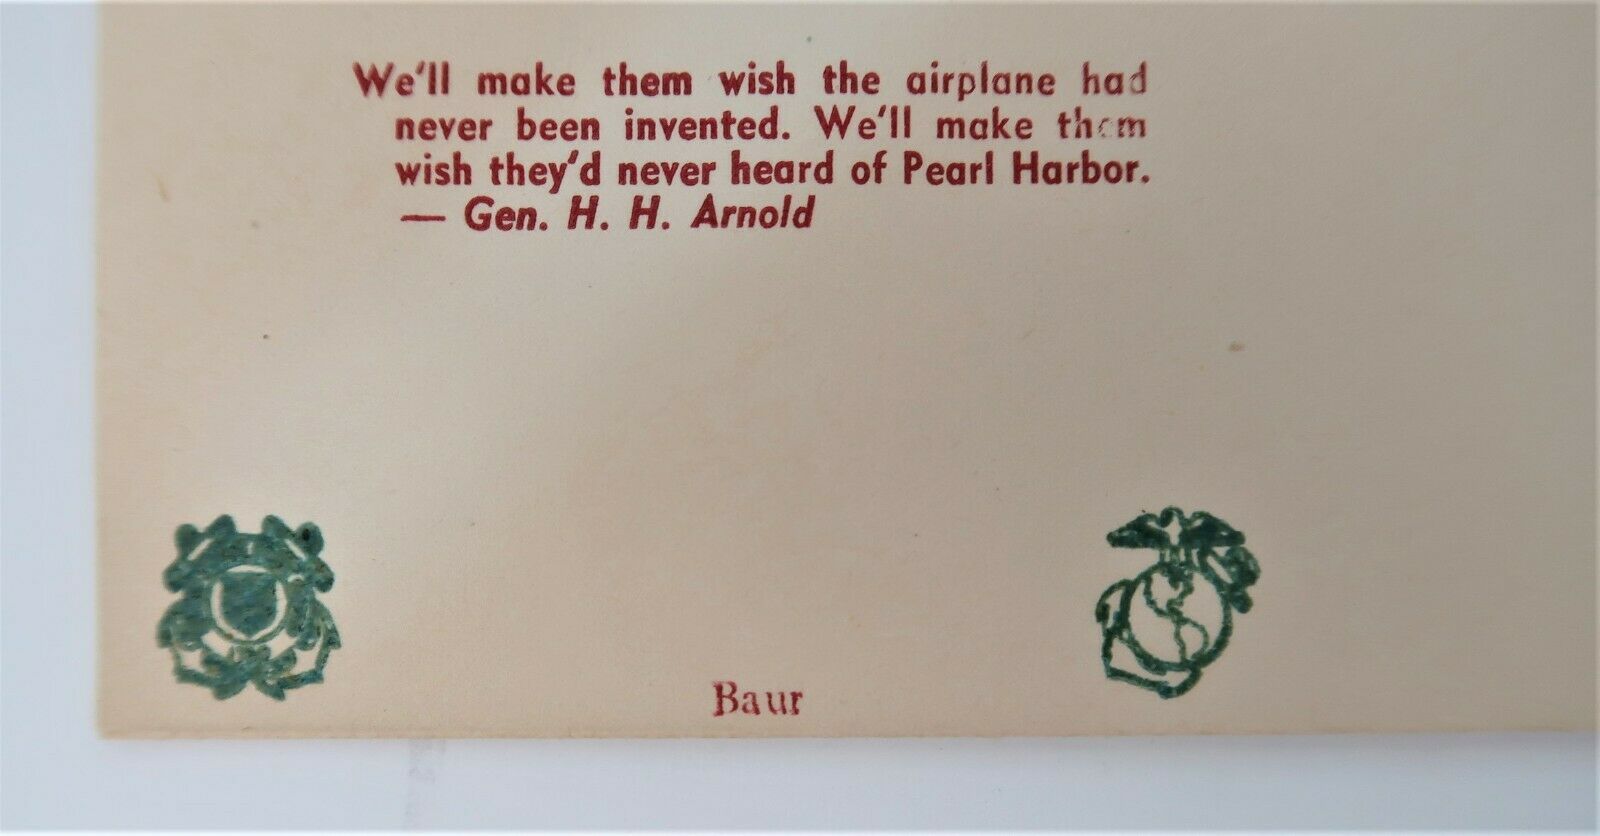 We'll make them wish the airplane had
never been invented. We'll make them
wish they'd never heard of Pearl Harbor.
— Gen. H. H. Arnold
Baur